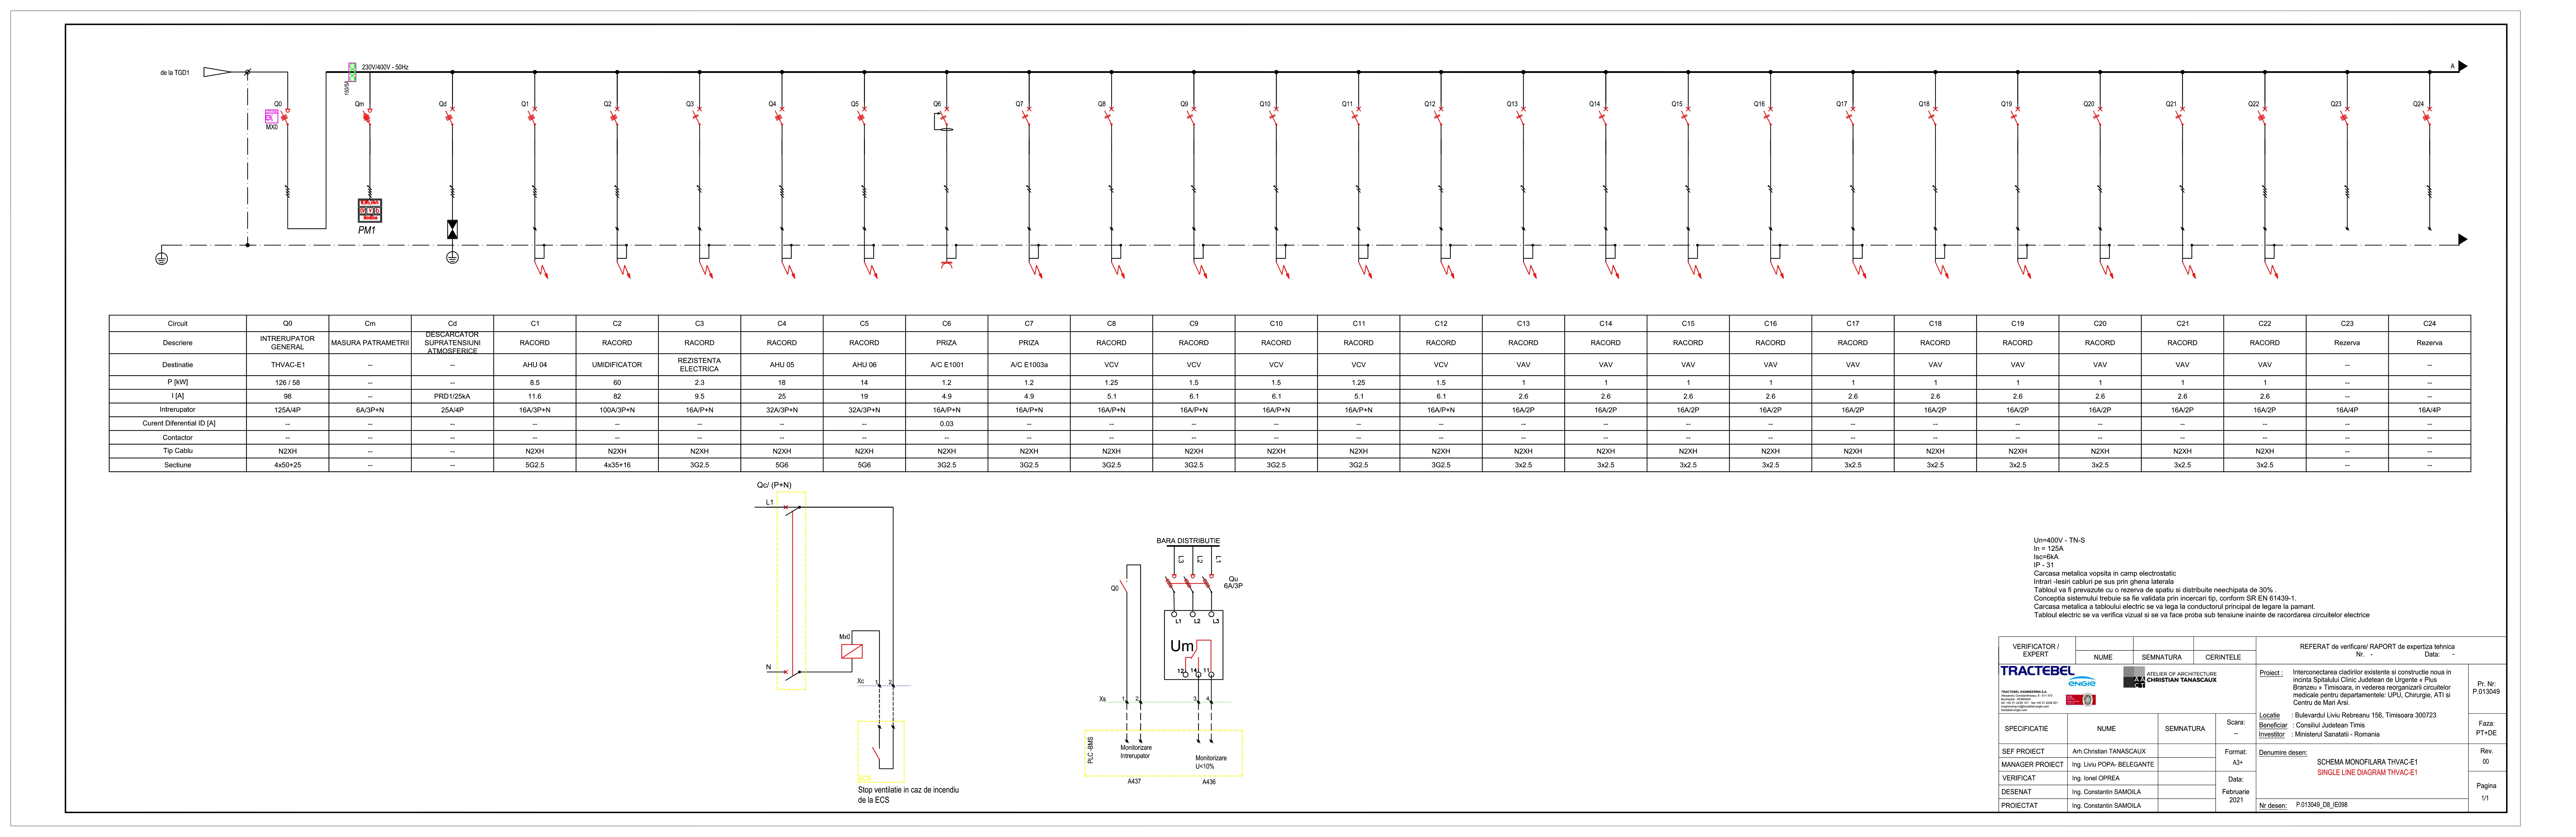 de la TGD1
150/5A
230V/400V - 50Hz
A
Q0
MX0
Qm
Qd
Q1
Q2
Q3
Q4
Q5
Q6
Q7
Q8
Q9
Q10
Q11
Q12
Q13
Q14
Q15
Q16
Q17
Q18
Q19
Q20
Q21
Q22
Q23
Q24
PM1
Circuit Q0 Cm Cd C1 C2 C3 C4 C5 C6 C7 C8 C9 C10 C11 C12 C13 C14 C15 C16 C17 C18 C19 C20 C21 C22 C23 C24
Descriere INTRERUPATOR GENERAL MASURA PATRAMETRII DESCARCATOR SUPRATENSIUNI ATMOSFERICE RACORD RACORD RACORD RACORD RACORD PRIZA PRIZA RACORD RACORD RACORD RACORD RACORD RACORD RACORD RACORD RACORD RACORD RACORD RACORD RACORD RACORD RACORD Rezerva Rezerva
Destinatie THVAC-E1 -- -- AHU 04 UMIDIFICATOR REZISTENTA ELECTRICA AHU 05 AHU 06 A/C E1001 A/C E1003a VCV VCV VCV VCV VCV VAV VAV VAV VAV VAV VAV VAV VAV VAV VAV -- --
P [kW] 126 / 58 -- -- 8.5 60 2.3 18 14 1.2 1.2 1.25 1.5 1.5 1.25 1.5 1 1 1 1 1 1 1 1 1 1 -- --
I [A] 98 -- PRD1/25kA 11.6 82 9.5 25 19 4.9 4.9 5.1 6.1 6.1 5.1 6.1 2.6 2.6 2.6 2.6 2.6 2.6 2.6 2.6 2.6 2.6 -- --
Intrerupator 125A/4P 6A/3P+N 25A/4P 16A/3P+N 100A/3P+N 16A/P+N 32A/3P+N 32A/3P+N 16A/P+N 16A/P+N 16A/P+N 16A/P+N 16A/P+N 16A/P+N 16A/P+N 16A/2P 16A/2P 16A/2P 16A/2P 16A/2P 16A/2P 16A/2P 16A/2P 16A/2P 16A/2P 16A/4P 16A/4P
Curent Diferential ID [A] -- -- -- -- -- -- -- -- 0.03 -- -- -- -- -- -- -- -- -- -- -- -- -- -- -- -- -- --
Contactor -- -- -- -- -- -- -- -- -- -- -- -- -- -- -- -- -- -- -- -- -- -- -- -- -- -- --
Tip Cablu N2XH -- -- N2XH N2XH N2XH N2XH N2XH N2XH N2XH N2XH N2XH N2XH N2XH N2XH N2XH N2XH N2XH N2XH N2XH N2XH N2XH N2XH N2XH N2XH -- --
Sectiune 4x50+25 -- -- 5G2.5 4x35+16 3G2.5 5G6 5G6 3G2.5 3G2.5 3G2.5 3G2.5 3G2.5 3G2.5 3G2.5 3x2.5 3x2.5 3x2.5 3x2.5 3x2.5 3x2.5 3x2.5 3x2.5 3x2.5 3x2.5 -- --
Qc/ (P+N)
L1
N
Mx0
Xc 1 2
ECS
Stop ventilatie in caz de incendiu
de la ECS
BARA DISTRIBUTIE
L3 L2 L1
Qu
6A/3P
Q0
L1 L2 L3
Um
12 14 11
Xs 1 2 3 4
PLC -BMS
Monitorizare
Intrerupator
Monitorizare
U<10%
A437
A436
Un=400V - TN-S
In = 125A
Isc=6kA
IP - 31
Carcasa metalica vopsita in camp electrostatic
Intrari -Iesiri cabluri pe sus prin ghena laterala
Tabloul va fi prevazute cu o rezerva de spatiu si distribuite neechipata de 30% .
Conceptia sistemului trebuie sa fie validata prin incercari tip, conform SR EN 61439-1.
Carcasa metalica a tabloului electric se va lega la conductorul principal de legare la pamant.
Tabloul electric se va verifica vizual si se va face proba sub tensiune inainte de racordarea circuitelor electrice
VERIFICATOR /
EXPERT
NUME
SEMNATURA
CERINTELE
REFERAT de verificare/ RAPORT de expertiza tehnica
Nr. - Data: -
TRACTEBEL
ENGIE
ATELIER OF ARCHITECTURE
CHRISTIAN TANASCAUX
TRACTEBEL ENGINEERING S.A.
Proiect : Interconectarea cladirilor existente si constructie noua in
incinta Spitalului Clinic Judetean de Urgente « Pius
Branzeu » Timisoara, in vederea reorganizarii circuitelor
medicale pentru departamentele: UPU, Chirurgie, ATI si
Centru de Mari Arsi.
Pr. Nr:
P.013049
Locatie : Bulevardul Liviu Rebreanu 156, Timisoara 300723
Beneficiar : Consiliul Judetean Timis
Investitor : Ministerul Sanatatii - Romania
Faza:
PT+DE
SPECIFICATIE
NUME
SEMNATURA
Scara:
--
SEF PROIECT Arh.Christian TANASCAUX
MANAGER PROIECT Ing. Liviu POPA- BELEGANTE
VERIFICAT Ing. Ionel OPREA
DESENAT Ing. Constantin SAMOILA
PROIECTAT Ing. Constantin SAMOILA
Format:
A3+
Data:
Februarie
2021
Denumire desen:
SCHEMA MONOFILARA THVAC-E1
SINGLE LINE DIAGRAM THVAC-E1
Rev.
00
Pagina
1/1
Nr desen: P.013049_D8_IE098